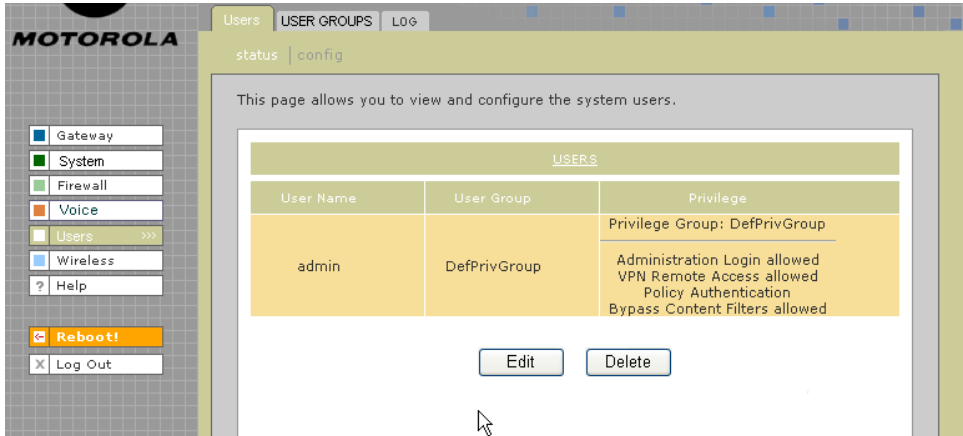 MOTOROLA
Users USER GROUPS LOG
status | config
This page allows you to view and configure the system users.
Gateway
System
Firewall
Voice
Users >>>
Wireless
? Help
Reboot!
X Log Out
USERS
User Name User Group Privilege
admin DefPrivGroup
Privilege Group: DefPrivGroup
Administration Login allowed
VPN Remote Access allowed
Policy Authentication
Bypass Content Filters allowed
Edit Delete